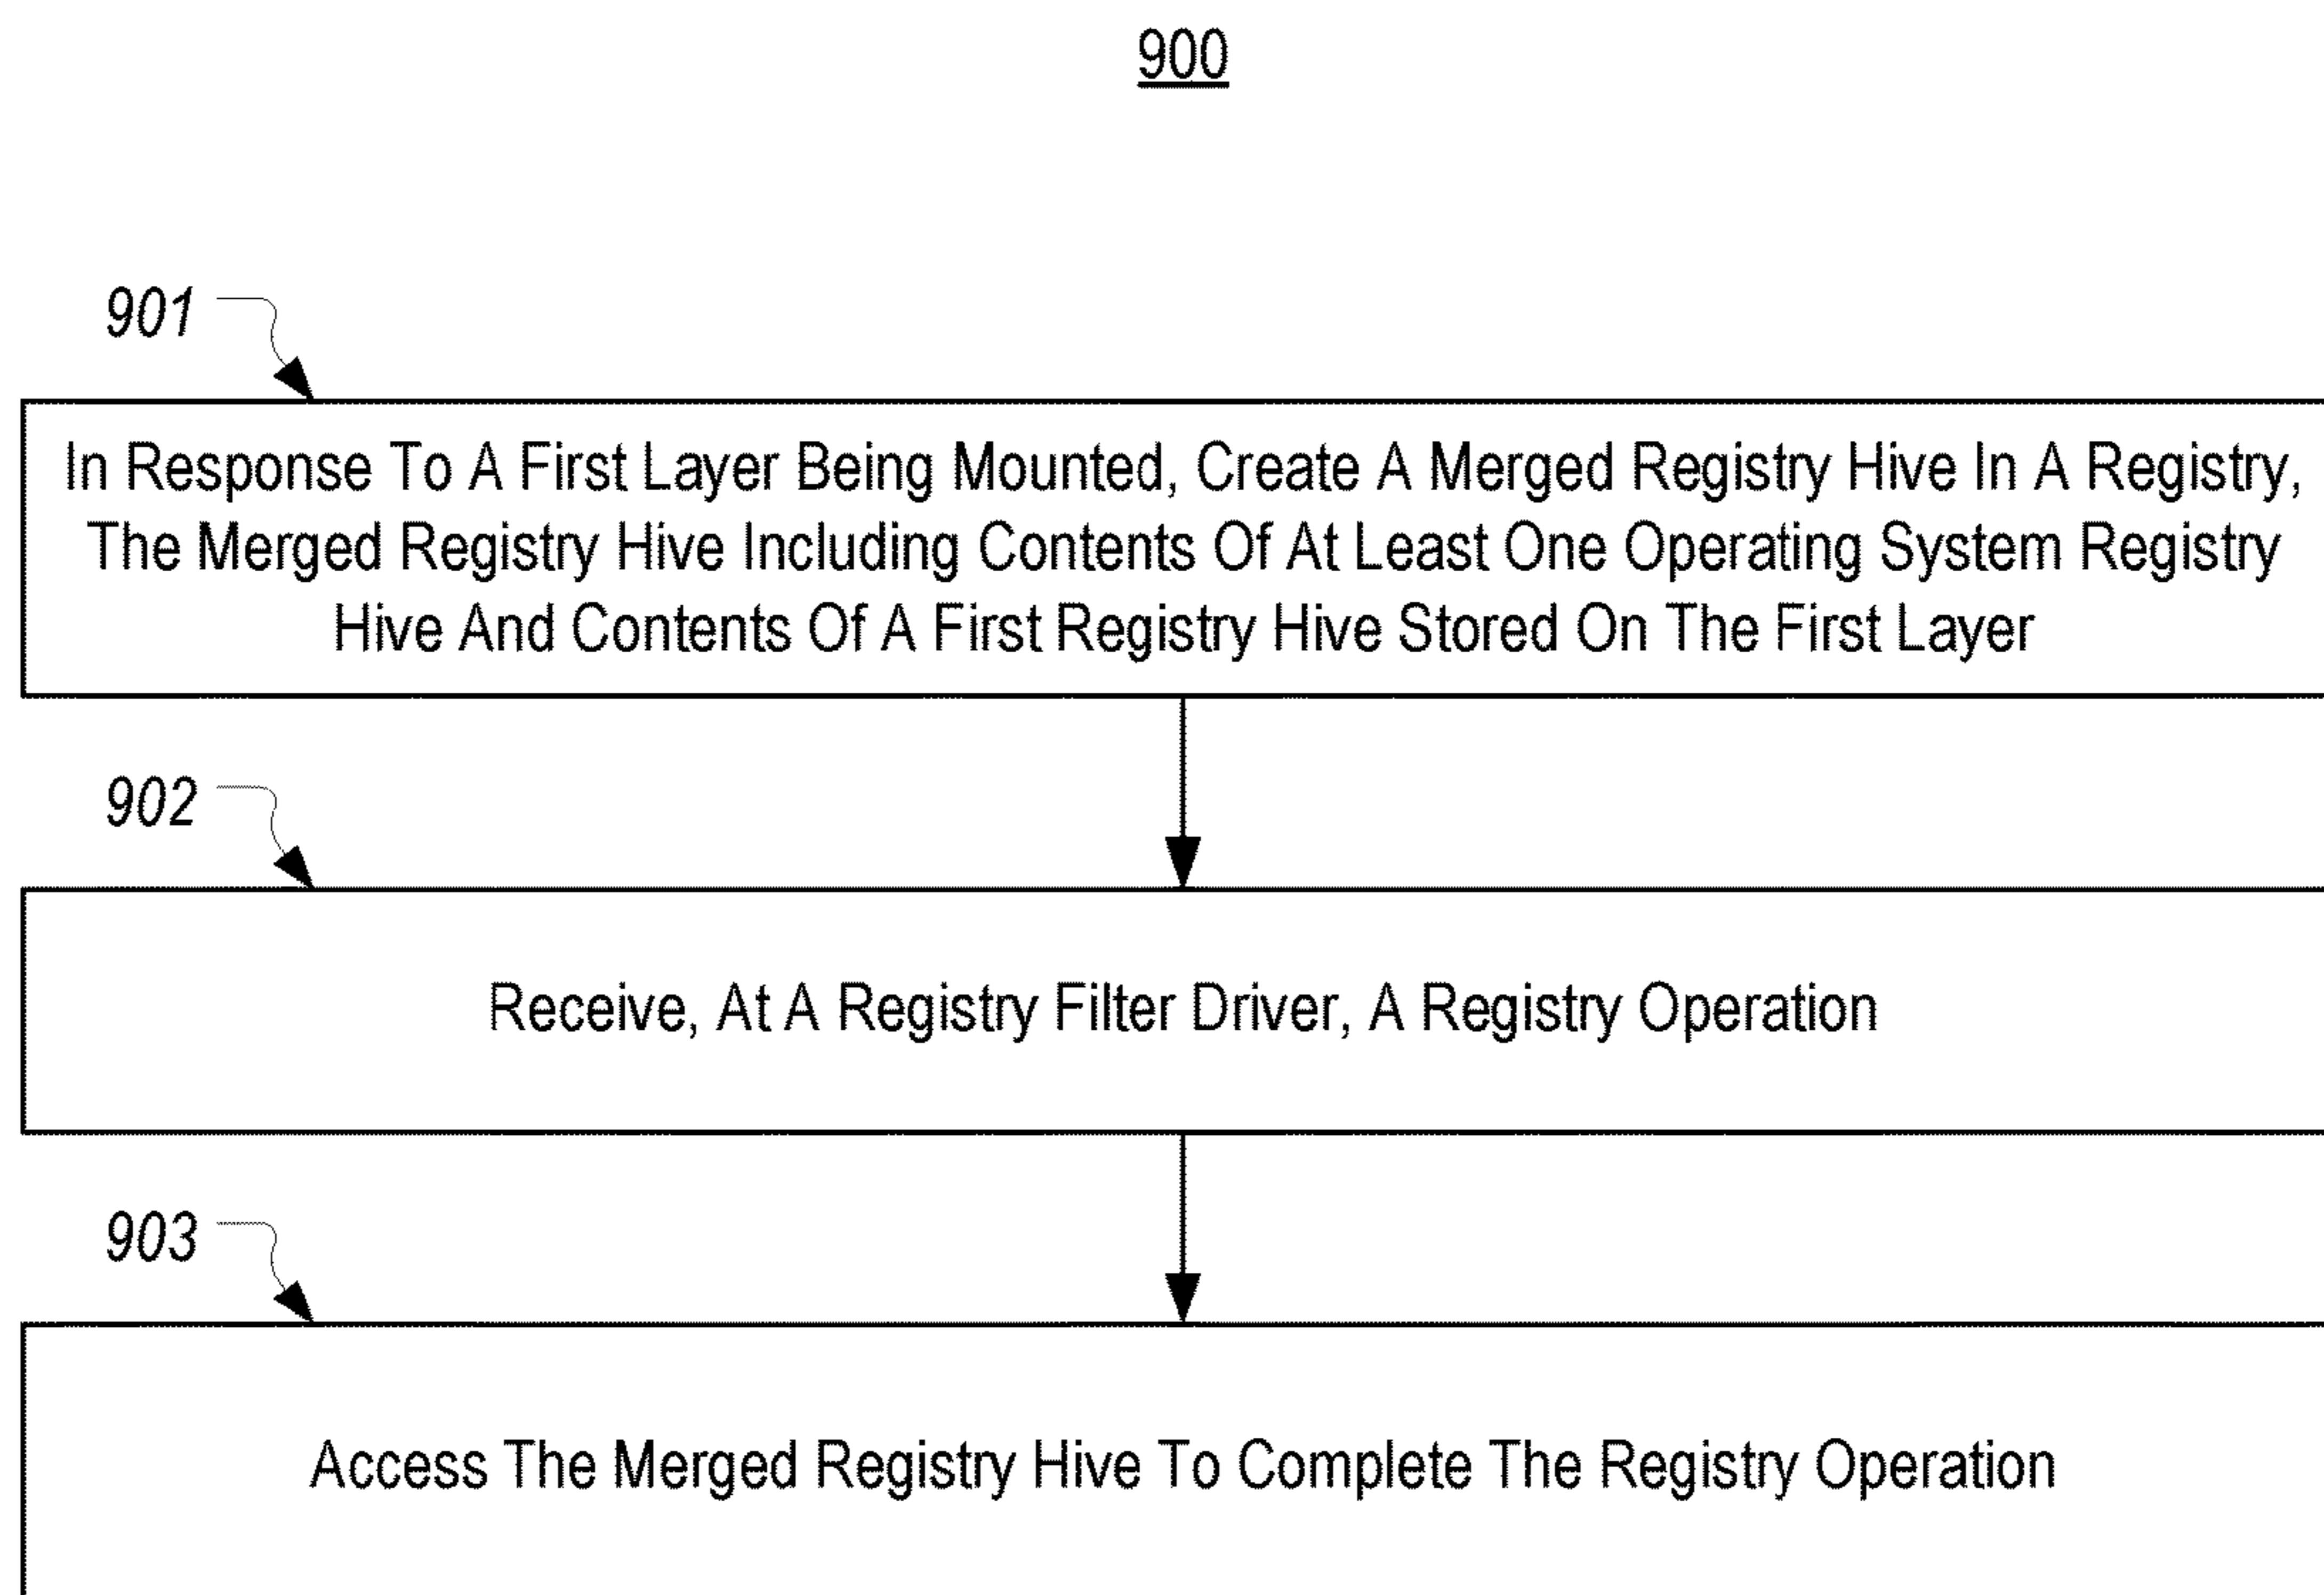 900
901
In Response To A First Layer Being Mounted, Create A Merged Registry Hive In A Registry,
The Merged Registry Hive Including Contents Of At Least One Operating System Registry
Hive And Contents Of A First Registry Hive Stored On The First Layer
902
Receive, At A Registry Filter Driver, A Registry Operation
903
Access The Merged Registry Hive To Complete The Registry Operation